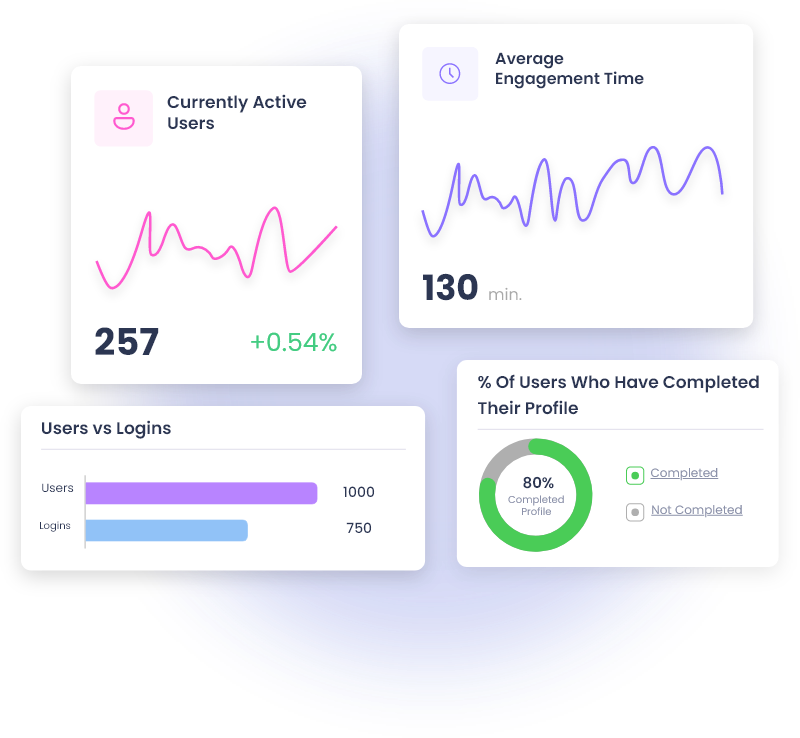 Currently Active
Users
257
+0.54%
Average
Engagement Time
130 min.
Users vs Logins
Users 1000
Logins 750
% Of Users Who Have Completed
Their Profile
80%
Completed
Profile
Completed
Not Completed